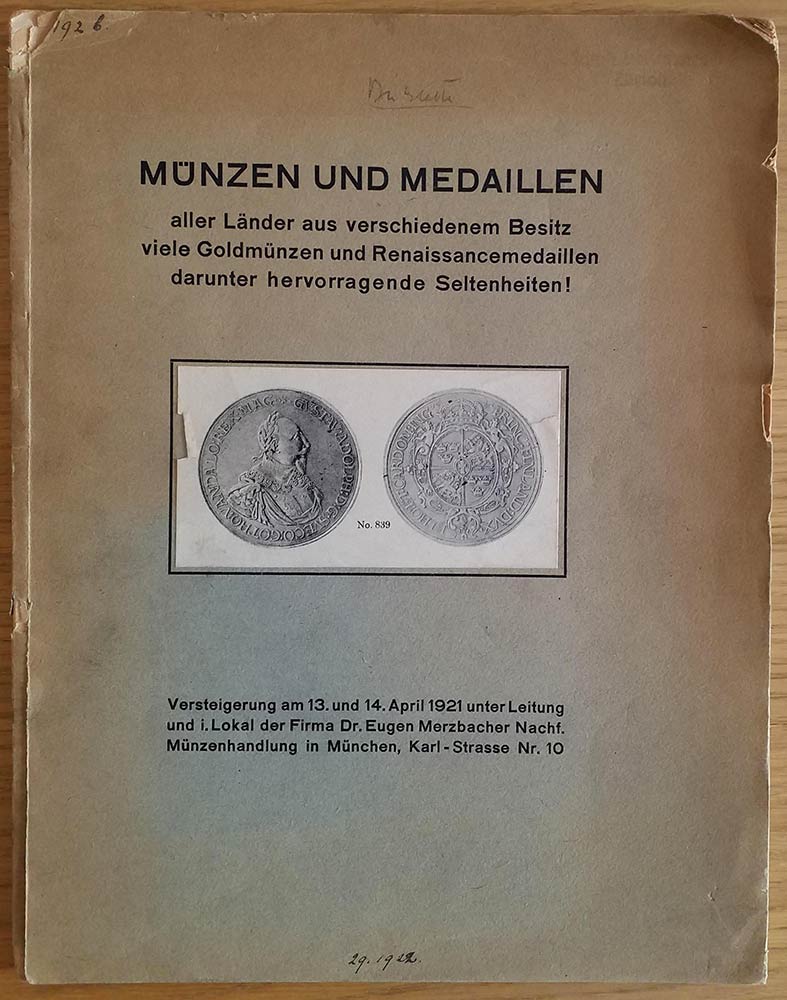 1926.
MÜNZEN UND MEDAILLEN
aller Länder aus verschiedenem Besitz
viele Goldmünzen und Renaissancemedaillen
darunter hervorragende Seltenheiten!
No. 839
Versteigerung am 13. und 14. April 1921 unter Leitung
und i. Lokal der Firma Dr. Eugen Merzbacher Nachf.
Münzenhandlung in München, Karl-Strasse Nr. 10
29. 1922.